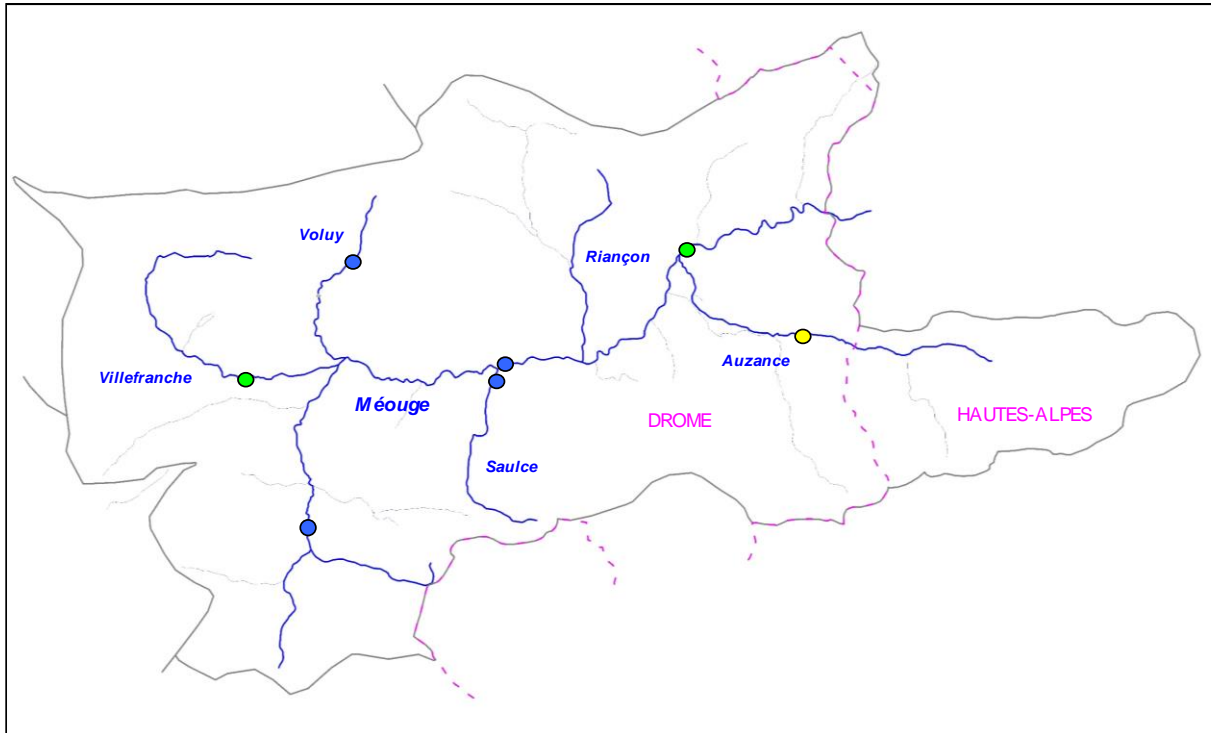 Voluy
Riançon
Villefranche
Auzance
Méouge
DROME
HAUTES-ALPES
Saulce